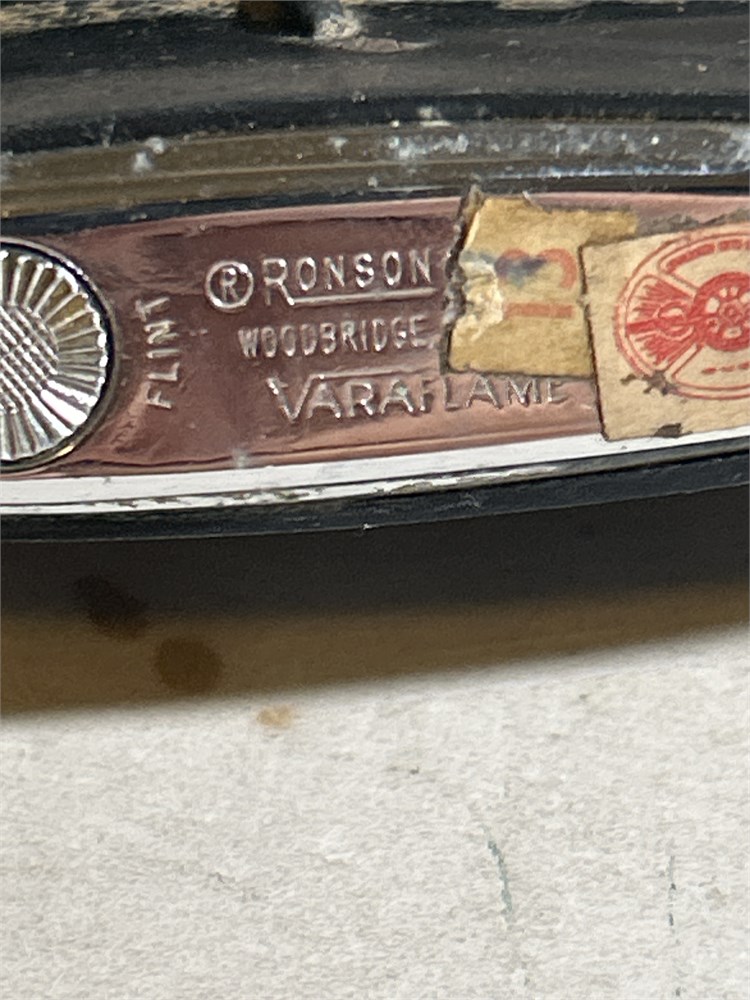 ® RONSON
WOODBRIDGE,
VARAFLAME
FLINT